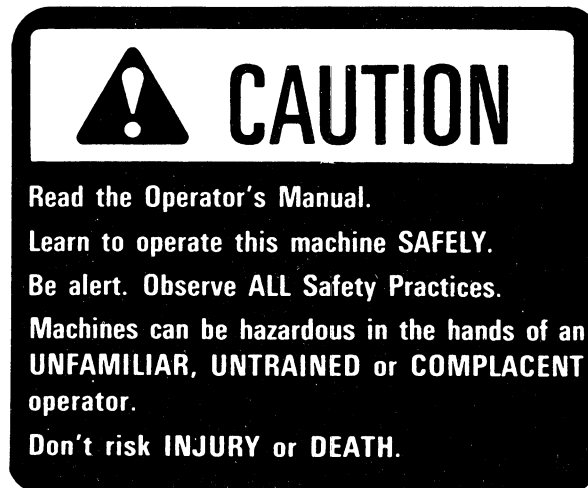 CAUTION
Read the Operator's Manual.
Learn to operate this machine SAFELY.
Be alert. Observe ALL Safety Practices.
Machines can be hazardous in the hands of an
UNFAMILIAR, UNTRAINED or COMPLACENT
operator.
Don't risk INJURY or DEATH.